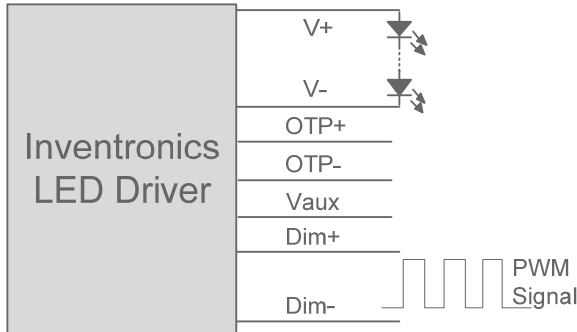 Inventronics
LED Driver
V+
V-
OTP+
OTP-
Vaux
Dim+
Dim-
PWM
Signal